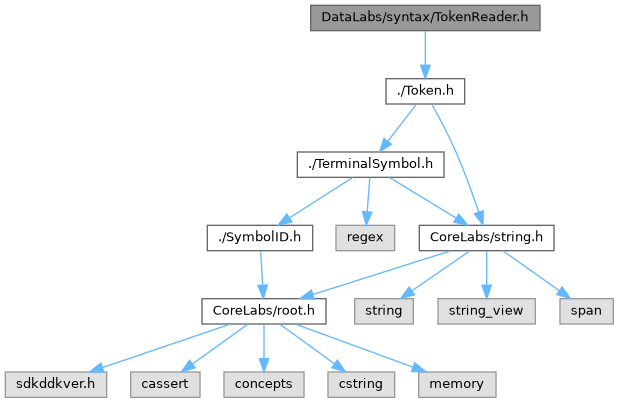 DataLabs/syntax/TokenReader.h
./Token.h
./TerminalSymbol.h
./SymbolID.h
regex
CoreLabs/string.h
CoreLabs/root.h
string
string_view
span
sdkddkver.h
cassert
concepts
cstring
memory